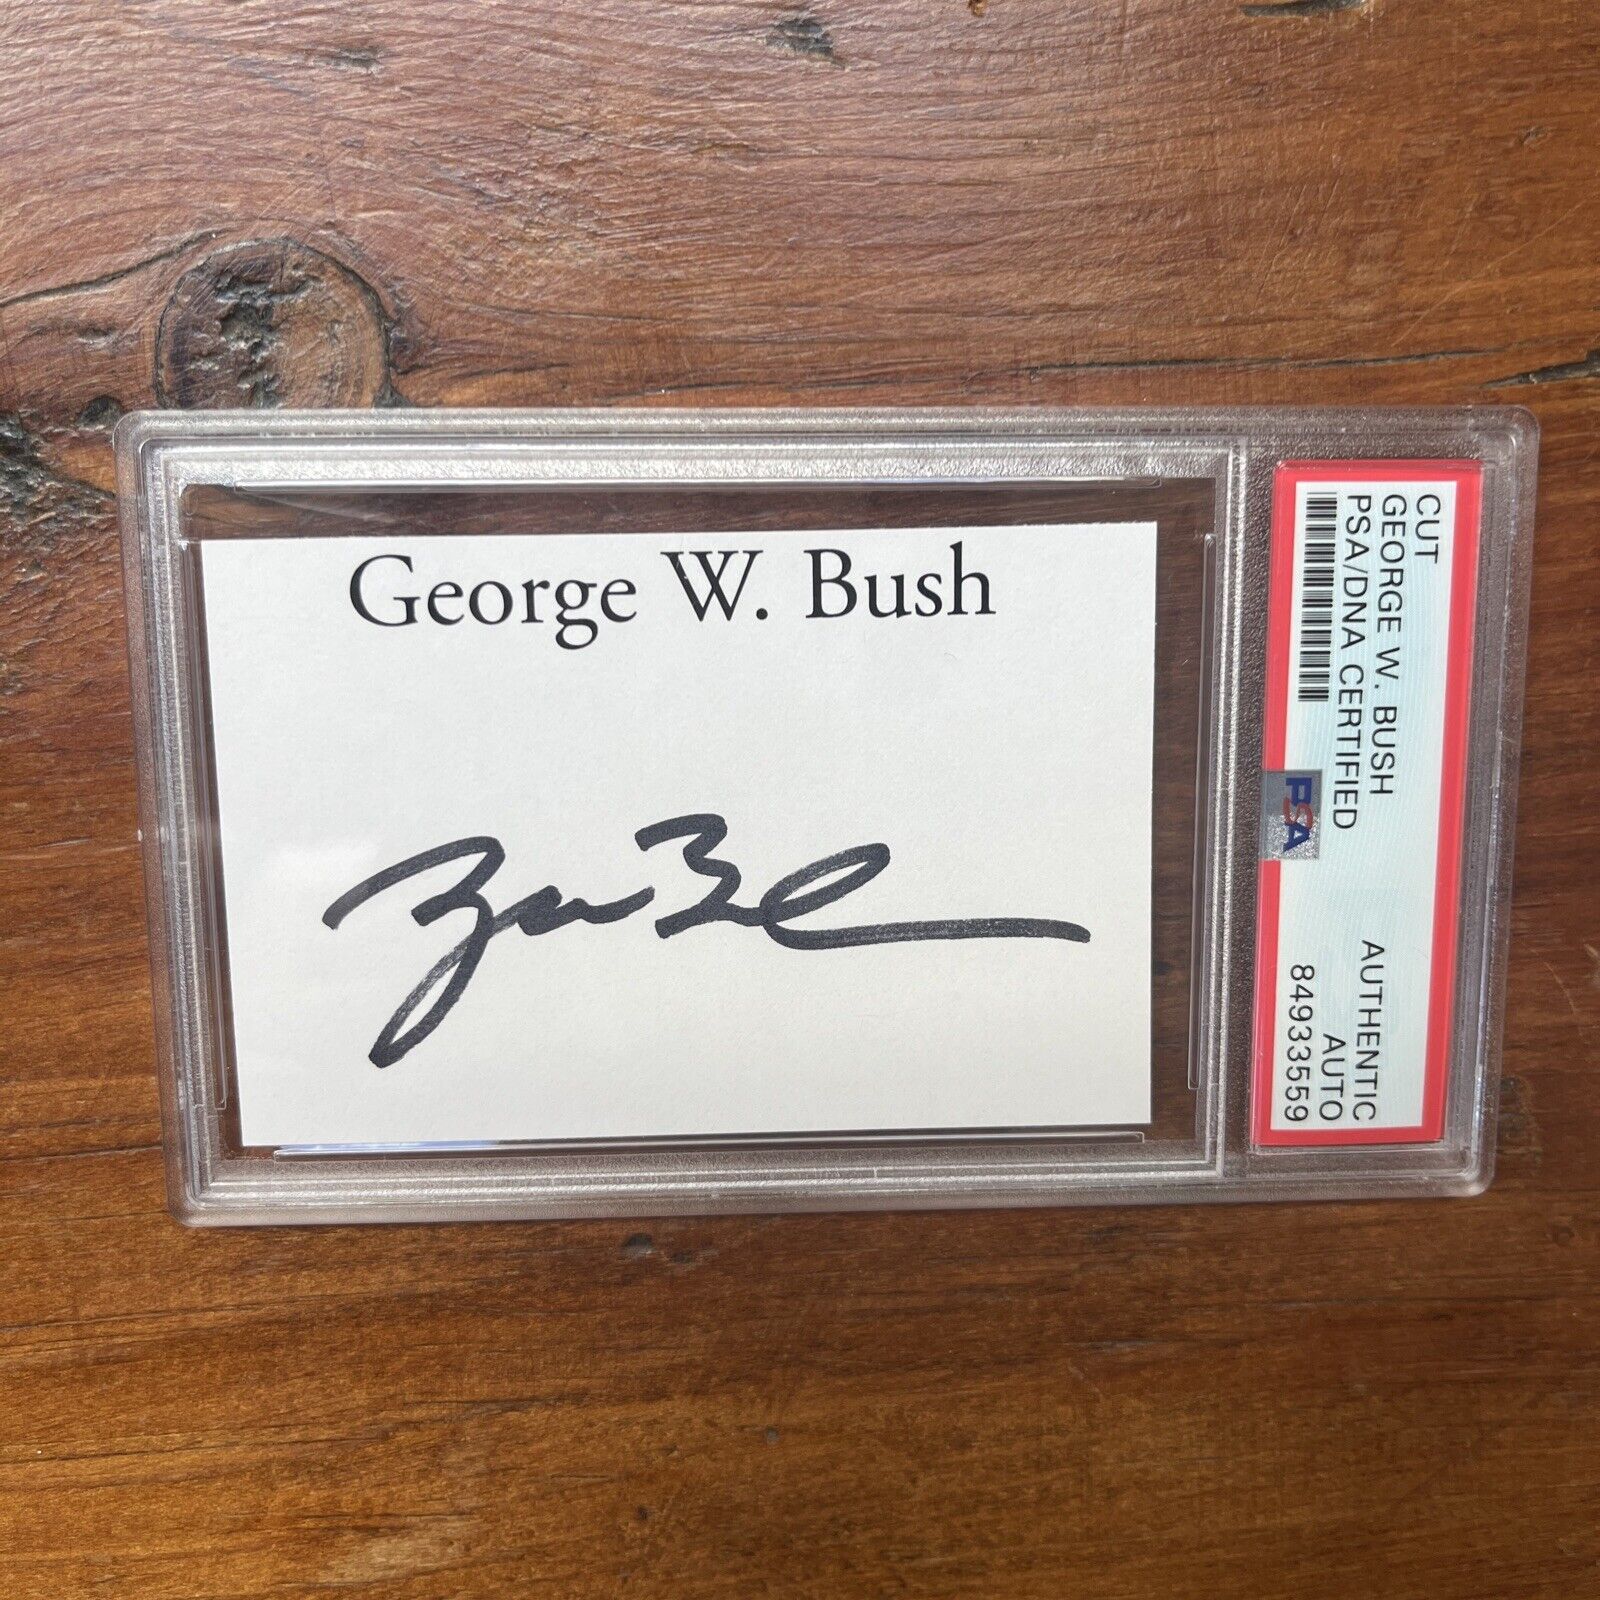 George W. Bush
CUT
GEORGE W. BUSH
PSA/DNA CERTIFIED
AUTHENTIC
AUTO
84933559
PSA